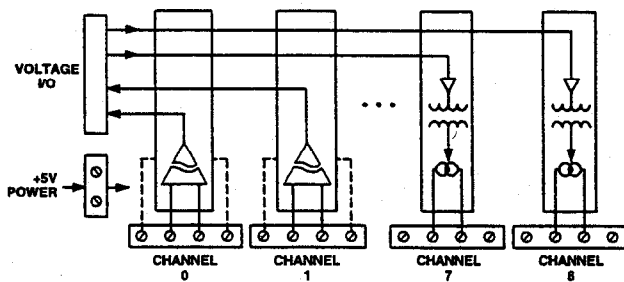 VOLTAGE
I/O
+5V
POWER
CHANNEL
0
CHANNEL
1
CHANNEL
7
CHANNEL
8